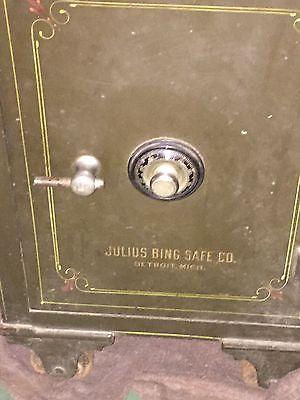 JULIUS BING SAFE CO.
DETROIT, MICH.